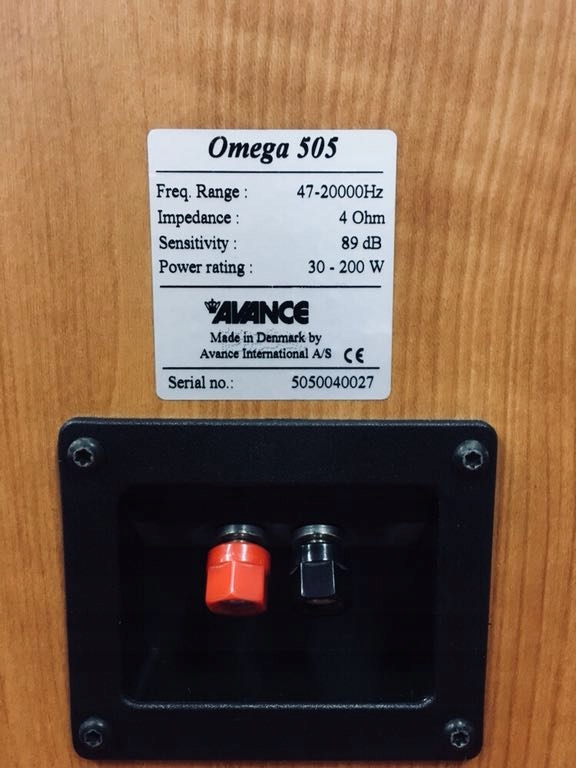 Omega 505
Freq. Range : 47-20000Hz
Impedance : 4 Ohm
Sensitivity : 89 dB
Power rating : 30 - 200 W
AVANCE
Made in Denmark by
Avance International A/S CE
Serial no.: 5050040027